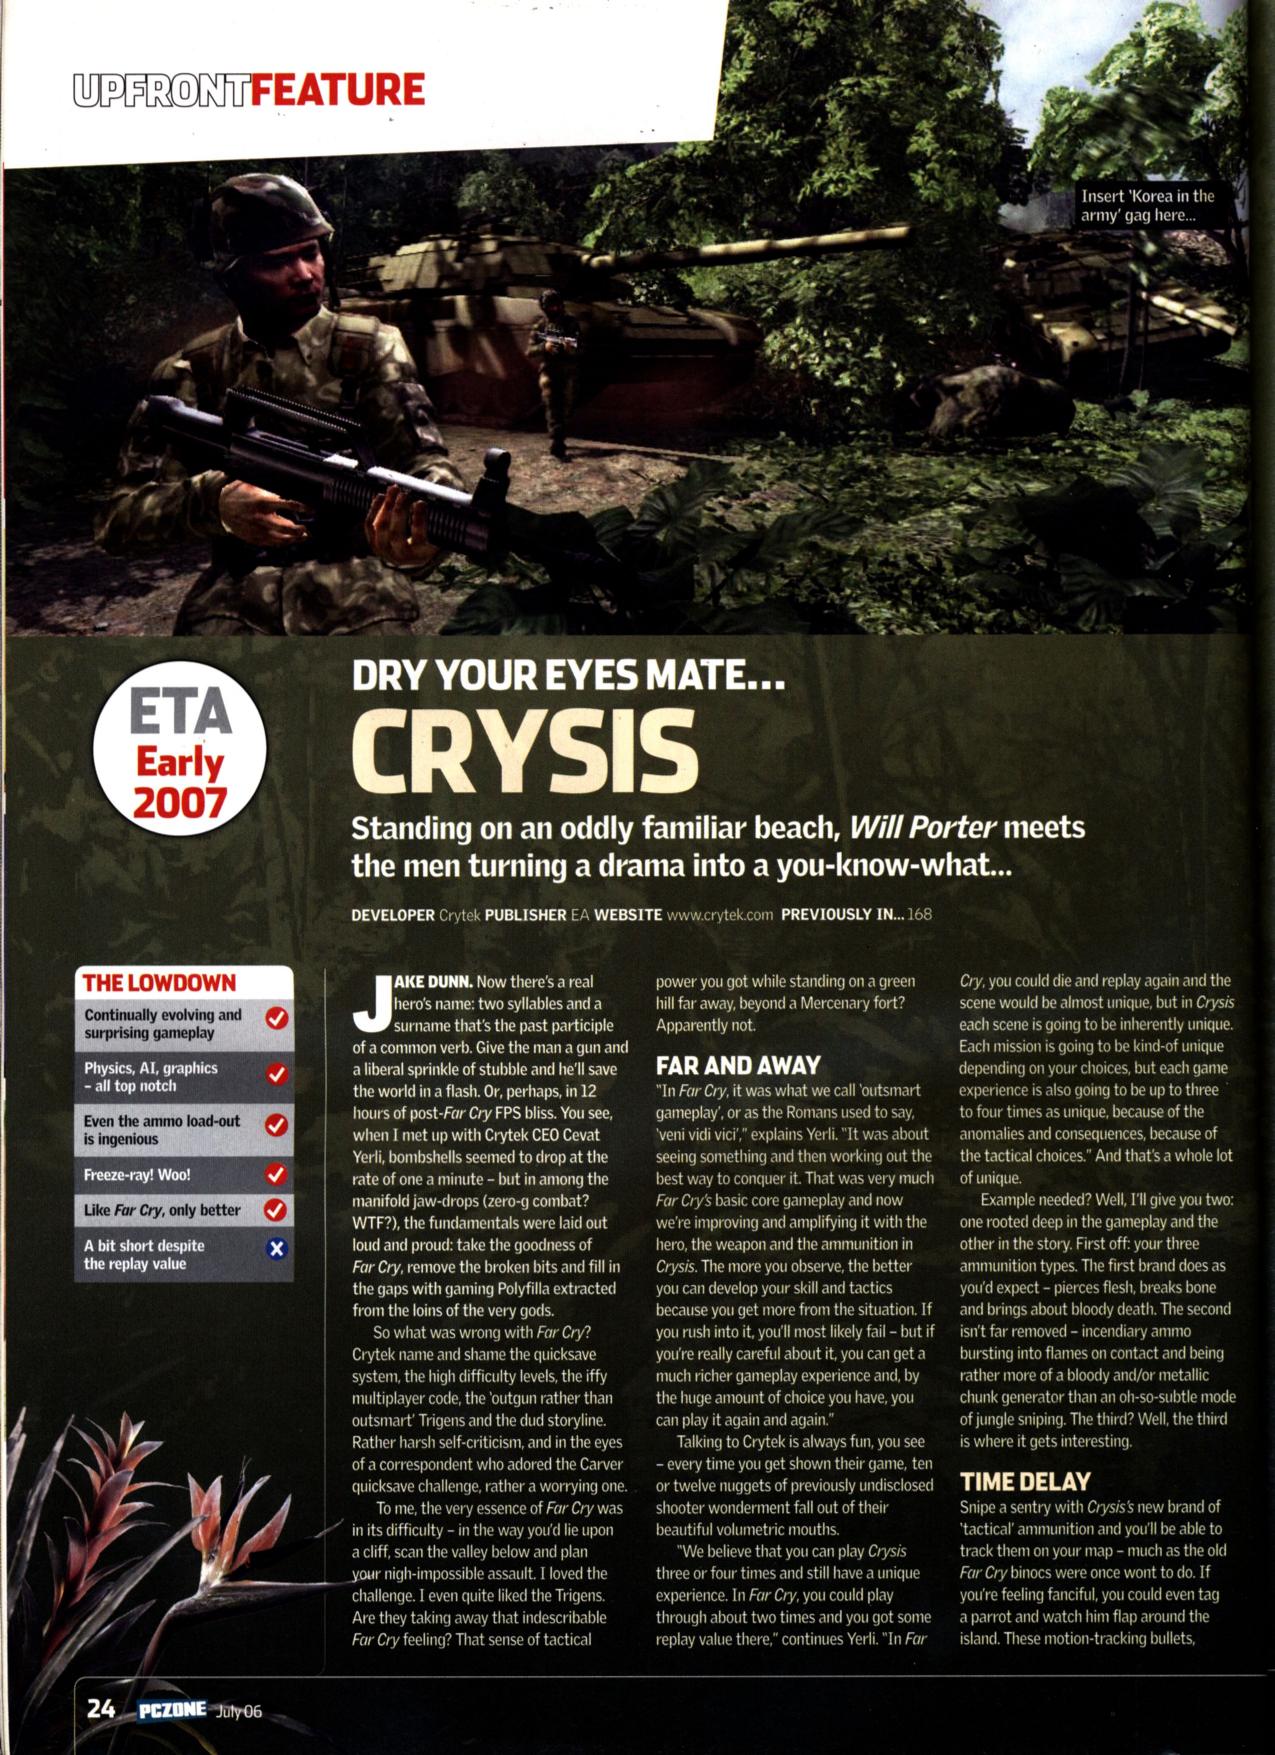 UPFRONTFEATURE
Insert 'Korea in the
army' gag here...
ETA
Early
2007
DRY YOUR EYES MATE...
CRYSIS
Standing on an oddly familiar beach, Will Porter meets
the men turning a drama into a you-know-what...
DEVELOPER Crytek PUBLISHER EA WEBSITE www.crytek.com PREVIOUSLY IN... 168
THE LOWDOWN
Continually evolving and
surprising gameplay
Physics, AI, graphics
– all top notch
Even the ammo load-out
is ingenious
Freeze-ray! Woo!
Like Far Cry, only better
A bit short despite
the replay value
JAKE DUNN. Now there's a real
hero's name: two syllables and a
surname that's the past participle
of a common verb. Give the man a gun and
a liberal sprinkle of stubble and he'll save
the world in a flash. Or, perhaps, in 12
hours of post-Far Cry FPS bliss. You see,
when I met up with Crytek CEO Cevat
Yerli, bombshells seemed to drop at the
rate of one a minute – but in among the
manifold jaw-drops (zero-g combat?
WTF?), the fundamentals were laid out
loud and proud: take the goodness of
Far Cry, remove the broken bits and fill in
the gaps with gaming Polyfilla extracted
from the loins of the very gods.
So what was wrong with Far Cry?
Crytek name and shame the quicksave
system, the high difficulty levels, the iffy
multiplayer code, the 'outgun rather than
outsmart' Trigens and the dud storyline.
Rather harsh self-criticism, and in the eyes
of a correspondent who adored the Carver
quicksave challenge, rather a worrying one.
To me, the very essence of Far Cry was
in its difficulty – in the way you'd lie upon
a cliff, scan the valley below and plan
your nigh-impossible assault. I loved the
challenge. I even quite liked the Trigens.
Are they taking away that indescribable
Far Cry feeling? That sense of tactical
power you got while standing on a green
hill far away, beyond a Mercenary fort?
Apparently not.
FAR AND AWAY
"In Far Cry, it was what we call 'outsmart
gameplay', or as the Romans used to say,
'veni vidi vici'," explains Yerli. "It was about
seeing something and then working out the
best way to conquer it. That was very much
Far Cry's basic core gameplay and now
we're improving and amplifying it with the
hero, the weapon and the ammunition in
Crysis. The more you observe, the better
you can develop your skill and tactics
because you get more from the situation. If
you rush into it, you'll most likely fail – but if
you're really careful about it, you can get a
much richer gameplay experience and, by
the huge amount of choice you have, you
can play it again and again."
Talking to Crytek is always fun, you see
– every time you get shown their game, ten
or twelve nuggets of previously undisclosed
shooter wonderment fall out of their
beautiful volumetric mouths.
"We believe that you can play Crysis
three or four times and still have a unique
experience. In Far Cry, you could play
through about two times and you got some
replay value there," continues Yerli. "In Far
Cry, you could die and replay again and the
scene would be almost unique, but in Crysis
each scene is going to be inherently unique.
Each mission is going to be kind-of unique
depending on your choices, but each game
experience is also going to be up to three
to four times as unique, because of the
anomalies and consequences, because of
the tactical choices." And that's a whole lot
of unique.
Example needed? Well, I'll give you two:
one rooted deep in the gameplay and the
other in the story. First off: your three
ammunition types. The first brand does as
you'd expect – pierces flesh, breaks bone
and brings about bloody death. The second
isn't far removed – incendiary ammo
bursting into flames on contact and being
rather more of a bloody and/or metallic
chunk generator than an oh-so-subtle mode
of jungle sniping. The third? Well, the third
is where it gets interesting.
TIME DELAY
Snipe a sentry with Crysis's new brand of
'tactical' ammunition and you'll be able to
track them on your map – much as the old
Far Cry binocs were once wont to do. If
you're feeling fanciful, you could even tag
a parrot and watch him flap around the
island. These motion-tracking bullets,
24 PCZONE July 06